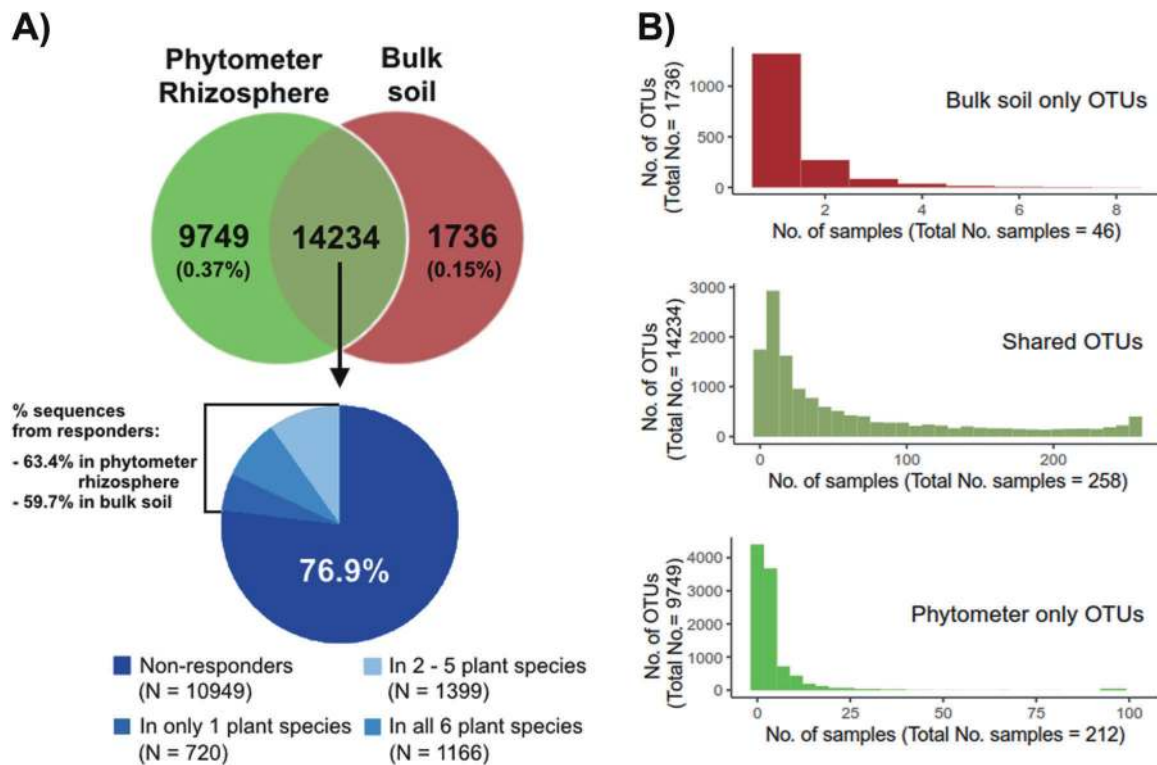 A)
Phytometer
Rhizosphere
Bulk
soil
9749
(0.37%)
14234
1736
(0.15%)
% sequences
from responders:
- 63.4% in phytometer
rhizosphere
- 59.7% in bulk soil
76.9%
Non-responders
(N = 10949)
In 2 - 5 plant species
(N = 1399)
In only 1 plant species
(N = 720)
In all 6 plant species
(N = 1166)
B)
No. of OTUs
(Total No.= 1736)
1000
500
0
Bulk soil only OTUs
2 4 6 8
No. of samples (Total No. samples = 46)
No. of OTUs
(Total No.= 14234)
3000
2000
1000
0
Shared OTUs
0 100 200
No. of samples (Total No. samples = 258)
No. of OTUs
(Total No.= 9749)
4000
3000
2000
1000
0
Phytometer only OTUs
0 25 50 75 100
No. of samples (Total No. samples = 212)